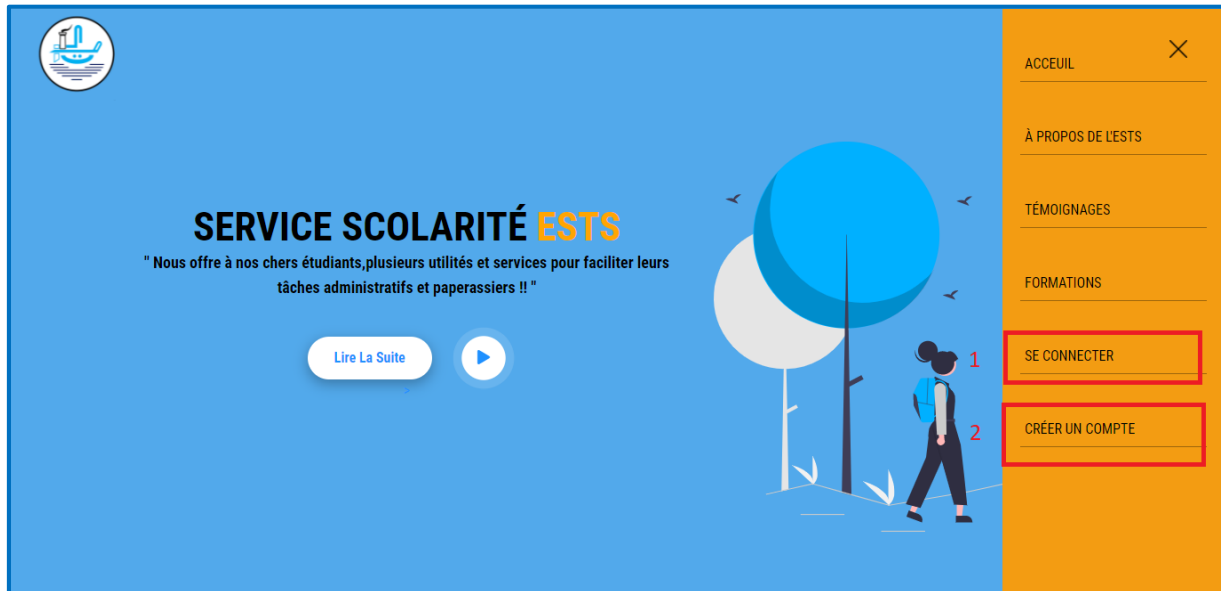 SERVICE SCOLARITÉ ESTS
" Nous offre à nos chers étudiants,plusieurs utilités et services pour faciliter leurs
tâches administratifs et paperassiers !! "
Lire La Suite
>
ACCEUIL
À PROPOS DE L'ESTS
TÉMOIGNAGES
FORMATIONS
1 SE CONNECTER
2 CRÉER UN COMPTE